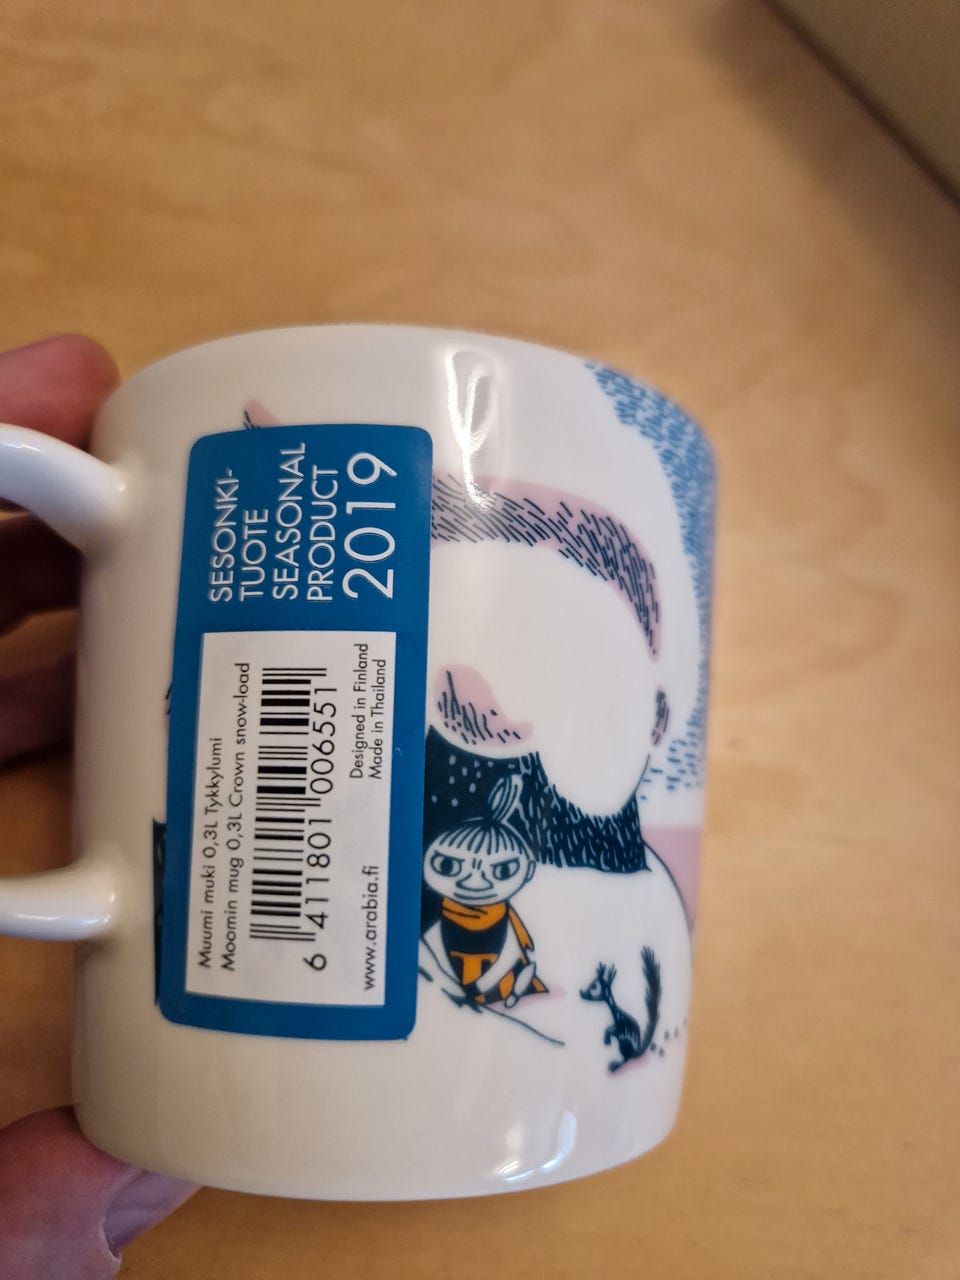 SESONKI-
TUOTE
SEASONAL
PRODUCT
2019
Muumi muki 0,3L Tykkylumi
Moomin mug 0,3L Crown snow-load
6 411801 006551
Designed in Finland
Made in Thailand
www.arabia.fi